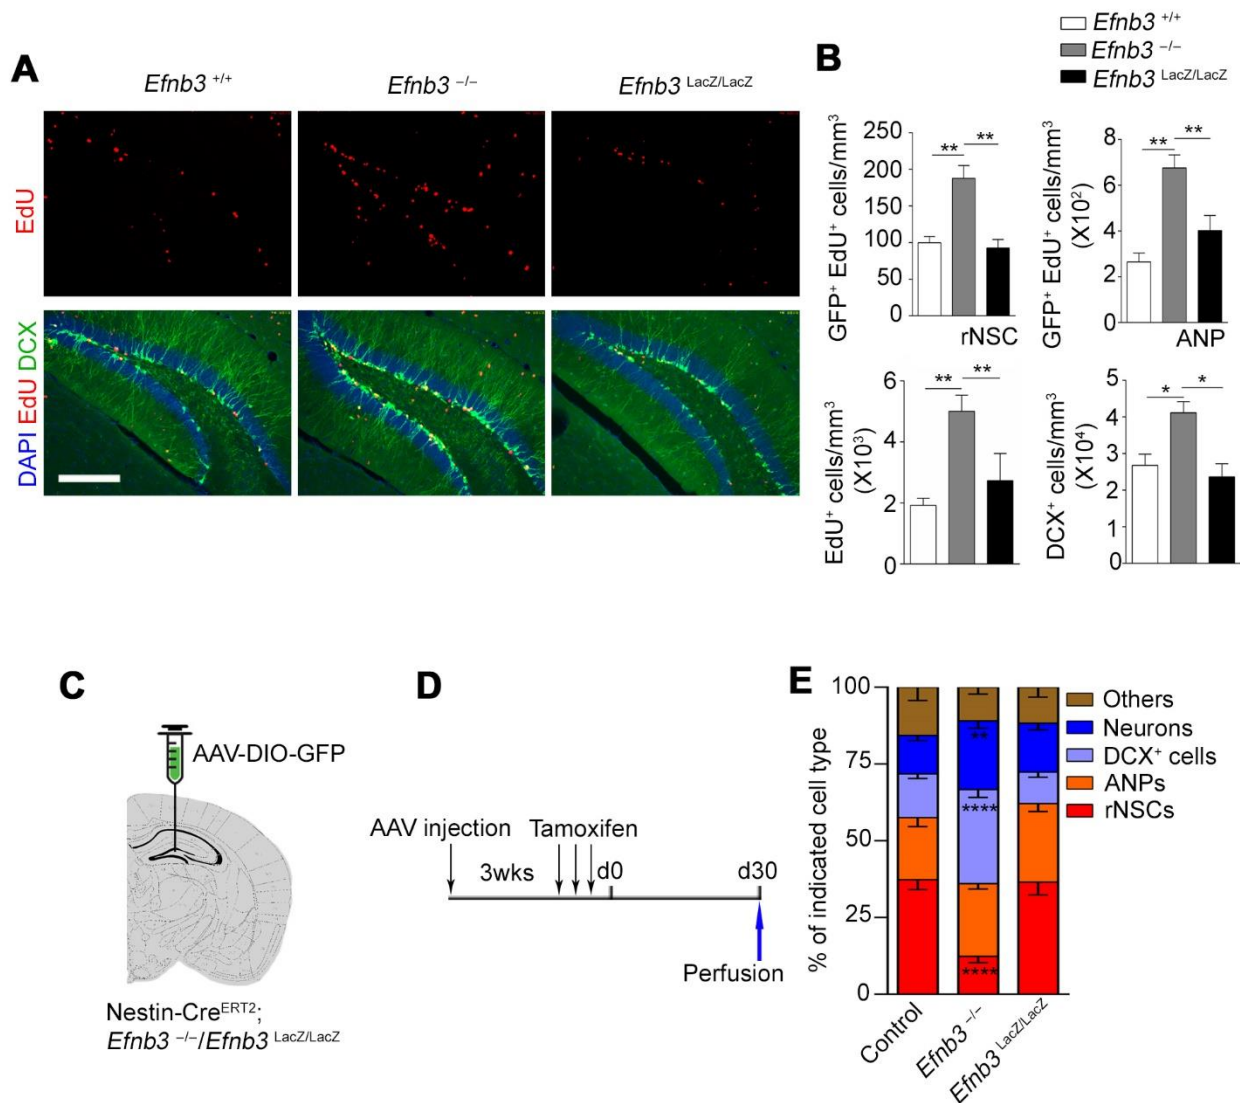 A
Efnb3 +/+
Efnb3 −/−
Efnb3 LacZ/LacZ
EdU
DAPI EdU DCX
B
Efnb3 +/+
Efnb3 −/−
Efnb3 LacZ/LacZ
GFP+ EdU+ cells/mm3
250
200
150
100
50
0
** **
rNSC
GFP+ EdU+ cells/mm3
(X102)
8
6
4
2
0
** **
ANP
EdU+ cells/mm3
(X103)
6
4
2
0
** **
DCX+ cells/mm3
(X104)
5
4
3
2
1
0
* *
C
AAV-DIO-GFP
Nestin-CreERT2;
Efnb3 −/−/Efnb3 LacZ/LacZ
D
AAV injection
Tamoxifen
3wks
d0
d30
Perfusion
E
% of indicated cell type
100
75
50
25
0
**
****
****
Control
Efnb3 −/−
Efnb3 LacZ/LacZ
Others
Neurons
DCX+ cells
ANPs
rNSCs